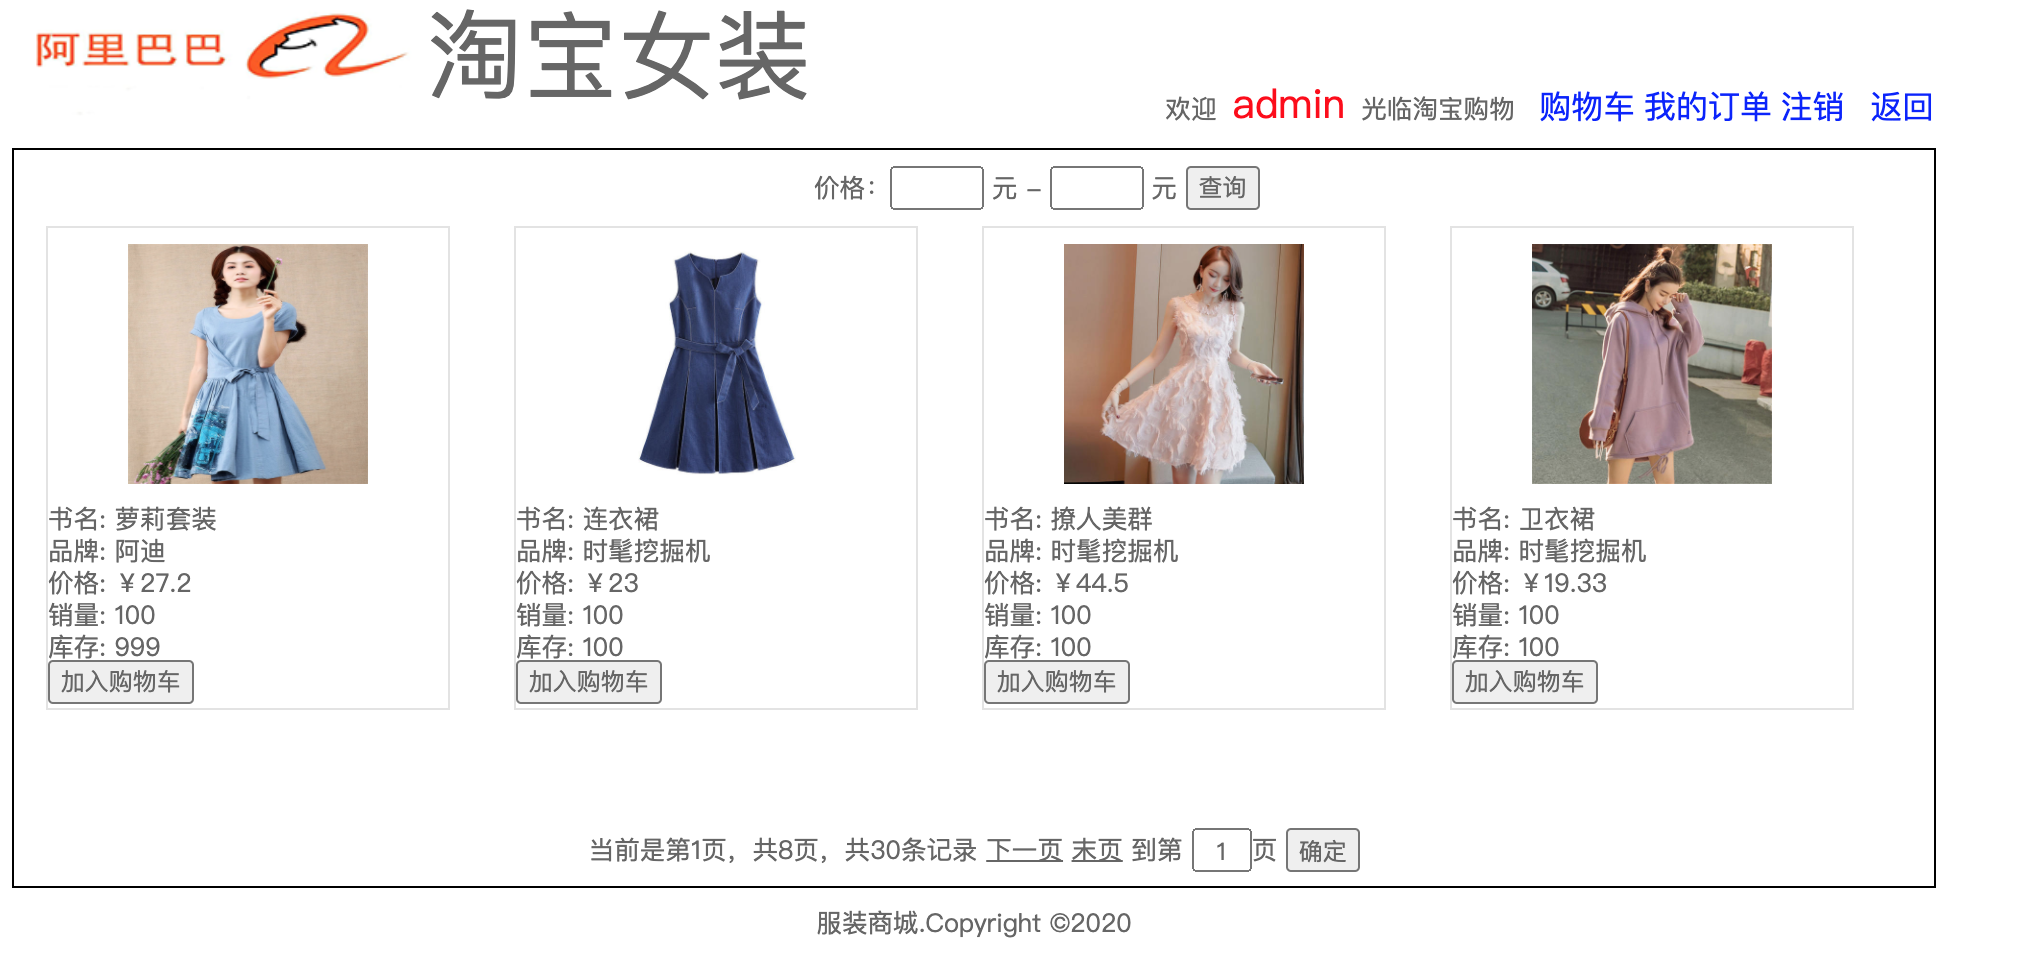 阿里巴巴 淘宝女装
欢迎 admin 光临淘宝购物 购物车 我的订单 注销 返回
价格： 元 - 元 查询
书名: 萝莉套装
品牌: 阿迪
价格: ￥27.2
销量: 100
库存: 999
加入购物车
书名: 连衣裙
品牌: 时髦挖掘机
价格: ￥23
销量: 100
库存: 100
加入购物车
书名: 撩人美群
品牌: 时髦挖掘机
价格: ￥44.5
销量: 100
库存: 100
加入购物车
书名: 卫衣裙
品牌: 时髦挖掘机
价格: ￥19.33
销量: 100
库存: 100
加入购物车
当前是第1页，共8页，共30条记录 下一页 末页 到第 1 页 确定
服装商城.Copyright ©2020